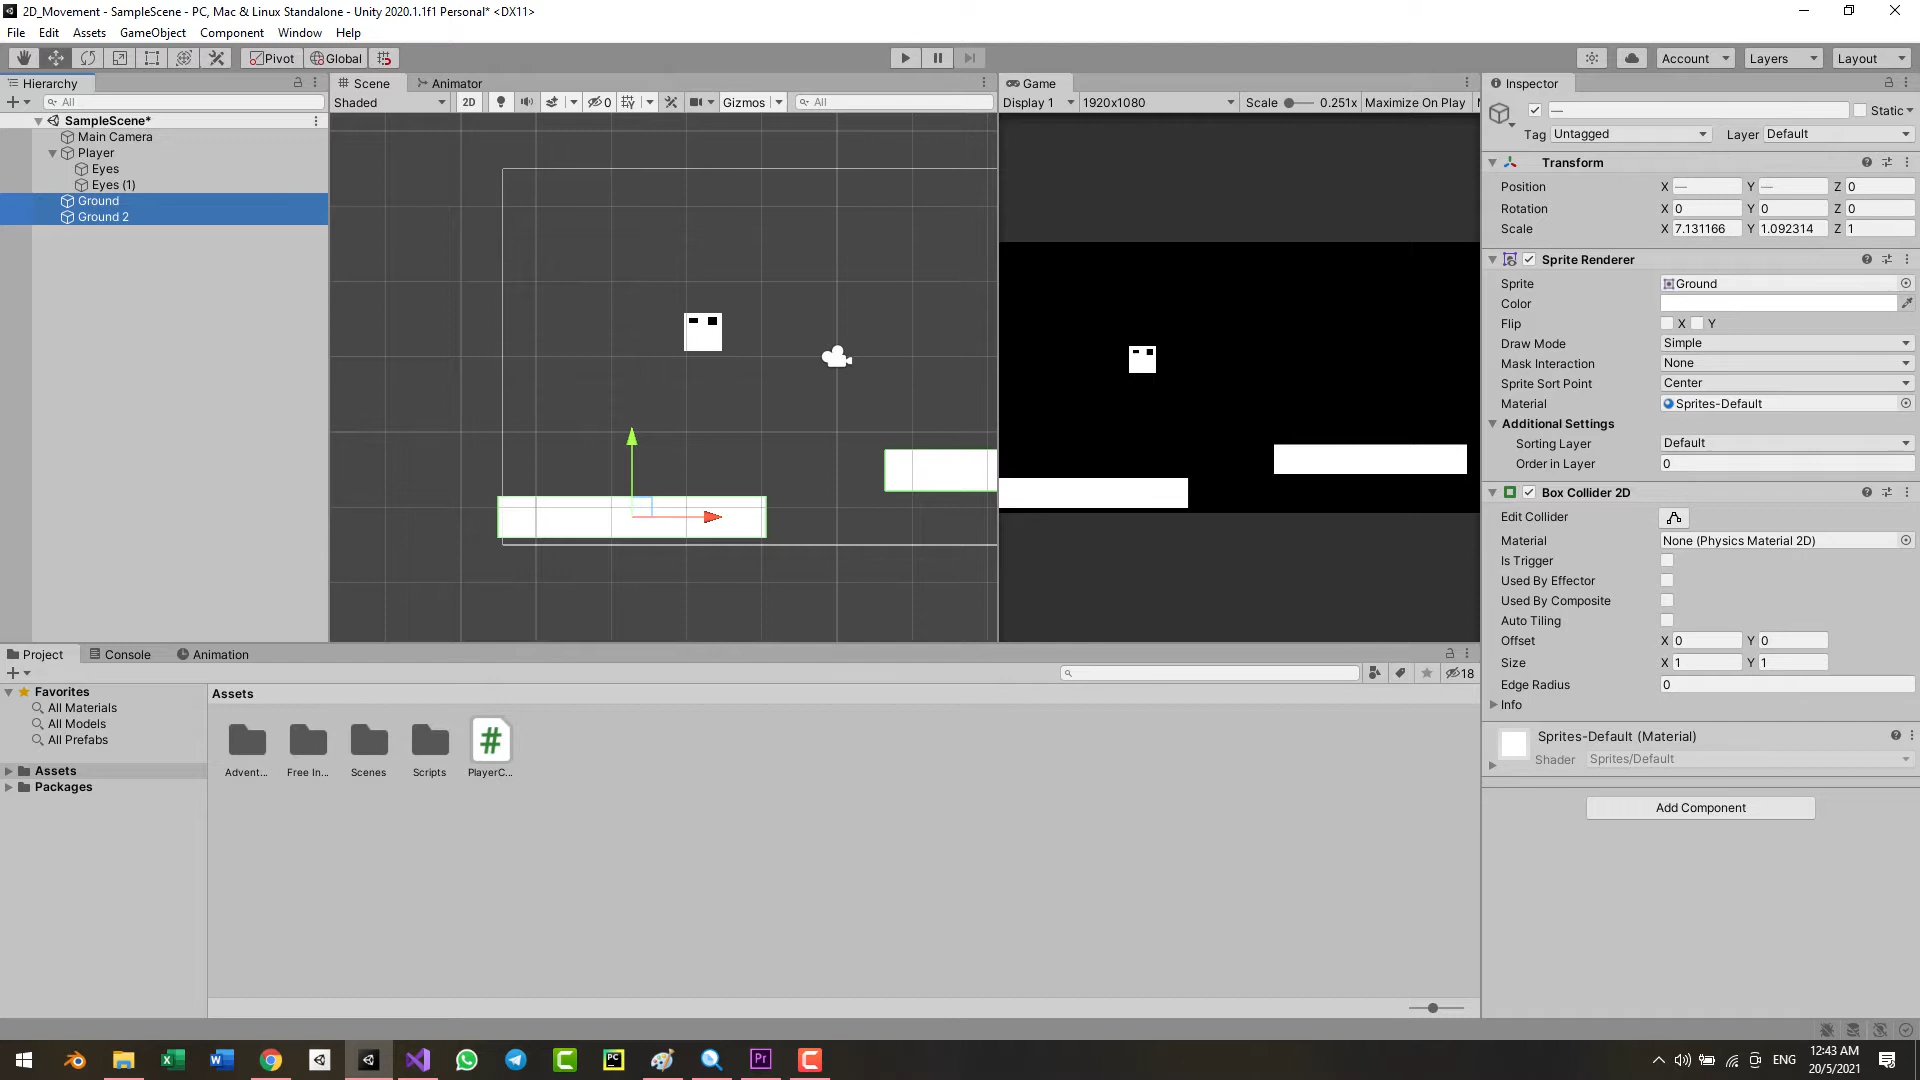 2D_Movement - SampleScene - PC, Mac & Linux Standalone - Unity 2020.1.1f1 Personal* <DX11>
File Edit Assets GameObject Component Window Help
Pivot Global Account Layers Layout
Hierarchy
All
SampleScene*
Main Camera
Player
Eyes
Eyes (1)
Ground
Ground 2
Scene Animator
Shaded 2D 0 Gizmos All
Game
Display 1 1920x1080 Scale 0.251x Maximize On Play
Inspector
— Static
Tag Untagged Layer Default
Transform
Position X — Y — Z 0
Rotation X 0 Y 0 Z 0
Scale X 7.131166 Y 1.092314 Z 1
Sprite Renderer
Sprite Ground
Color
Flip X Y
Draw Mode Simple
Mask Interaction None
Sprite Sort Point Center
Material Sprites-Default
Additional Settings
Sorting Layer Default
Order in Layer 0
Box Collider 2D
Edit Collider
Material None (Physics Material 2D)
Is Trigger
Used By Effector
Used By Composite
Auto Tiling
Offset X 0 Y 0
Size X 1 Y 1
Edge Radius 0
Info
Sprites-Default (Material)
Shader Sprites/Default
Add Component
Project Console Animation
18
Favorites
All Materials
All Models
All Prefabs
Assets
Packages
Assets
Advent... Free In... Scenes Scripts PlayerC...
ENG
12:43 AM
20/5/2021